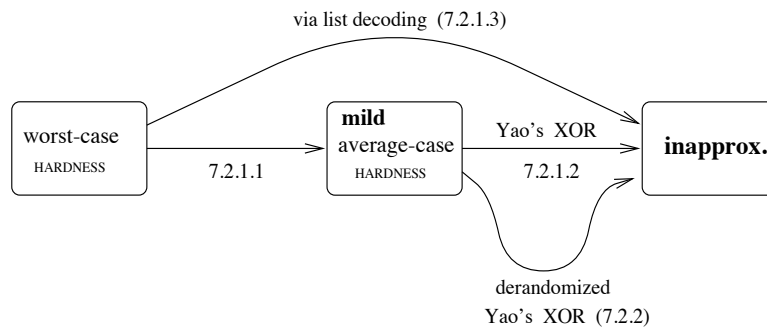 via list decoding (7.2.1.3)
worst-case
HARDNESS
7.2.1.1
mild
average-case
HARDNESS
Yao's XOR
7.2.1.2
inapprox.
derandomized
Yao's XOR (7.2.2)